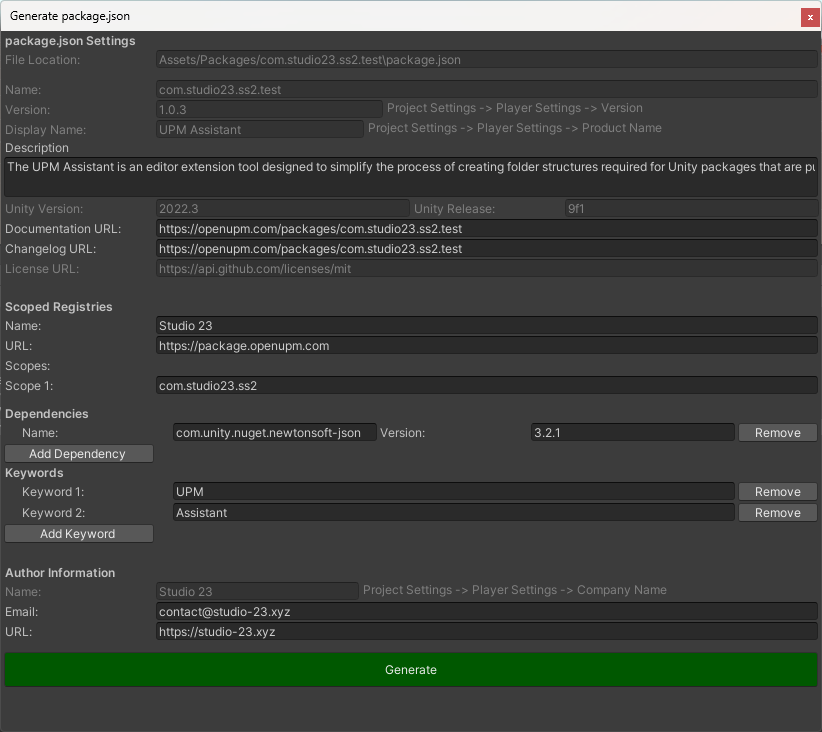 Generate package.json
x
package.json Settings
File Location: Assets/Packages/com.studio23.ss2.test\package.json
Name: com.studio23.ss2.test
Version: 1.0.3 Project Settings -> Player Settings -> Version
Display Name: UPM Assistant Project Settings -> Player Settings -> Product Name
Description
The UPM Assistant is an editor extension tool designed to simplify the process of creating folder structures required for Unity packages that are
Unity Version: 2022.3 Unity Release: 9f1
Documentation URL: https://openupm.com/packages/com.studio23.ss2.test
Changelog URL: https://openupm.com/packages/com.studio23.ss2.test
License URL: https://api.github.com/licenses/mit
Scoped Registries
Name: Studio 23
URL: https://package.openupm.com
Scopes:
Scope 1: com.studio23.ss2
Dependencies
Name: com.unity.nuget.newtonsoft-json Version: 3.2.1 Remove
Add Dependency
Keywords
Keyword 1: UPM Remove
Keyword 2: Assistant Remove
Add Keyword
Author Information
Name: Studio 23 Project Settings -> Player Settings -> Company Name
Email: contact@studio-23.xyz
URL: https://studio-23.xyz
Generate